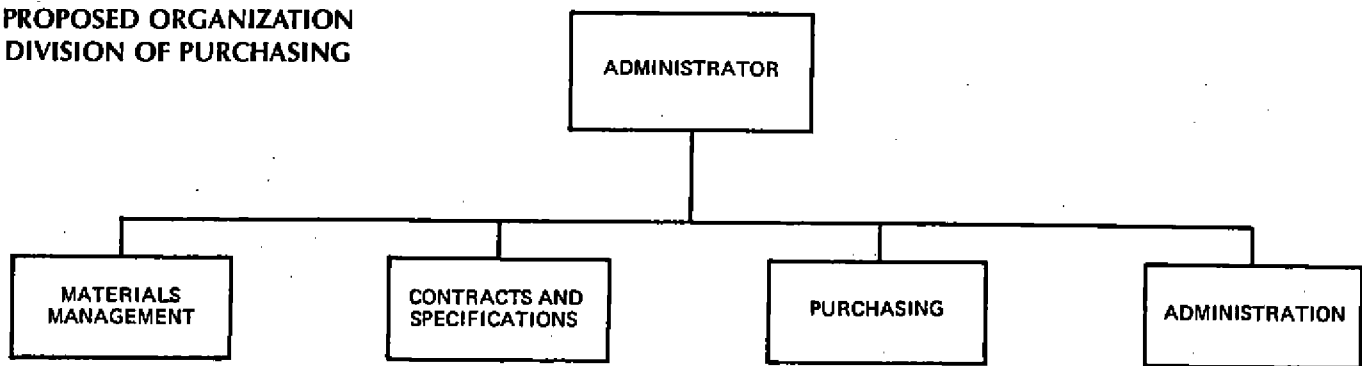 PROPOSED ORGANIZATION
DIVISION OF PURCHASING
ADMINISTRATOR
MATERIALS
MANAGEMENT
CONTRACTS AND
SPECIFICATIONS
PURCHASING
ADMINISTRATION